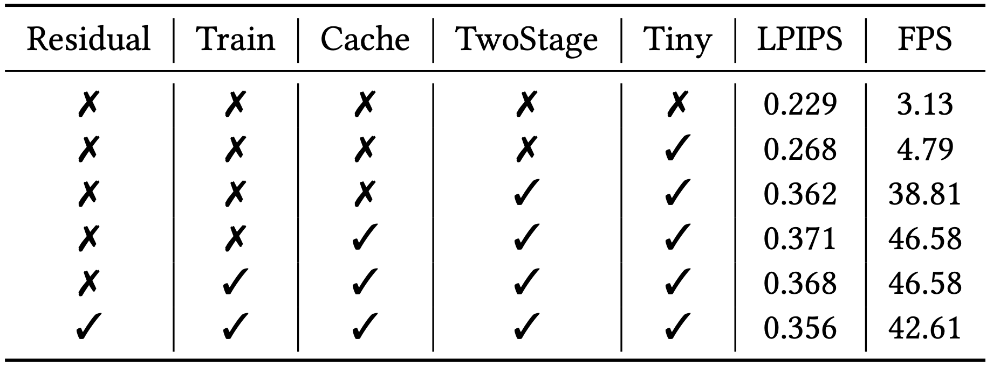 Residual Train Cache TwoStage Tiny LPIPS FPS
✗ ✗ ✗ ✗ ✗ 0.229 3.13
✗ ✗ ✗ ✗ ✓ 0.268 4.79
✗ ✗ ✗ ✓ ✓ 0.362 38.81
✗ ✗ ✓ ✓ ✓ 0.371 46.58
✗ ✓ ✓ ✓ ✓ 0.368 46.58
✓ ✓ ✓ ✓ ✓ 0.356 42.61